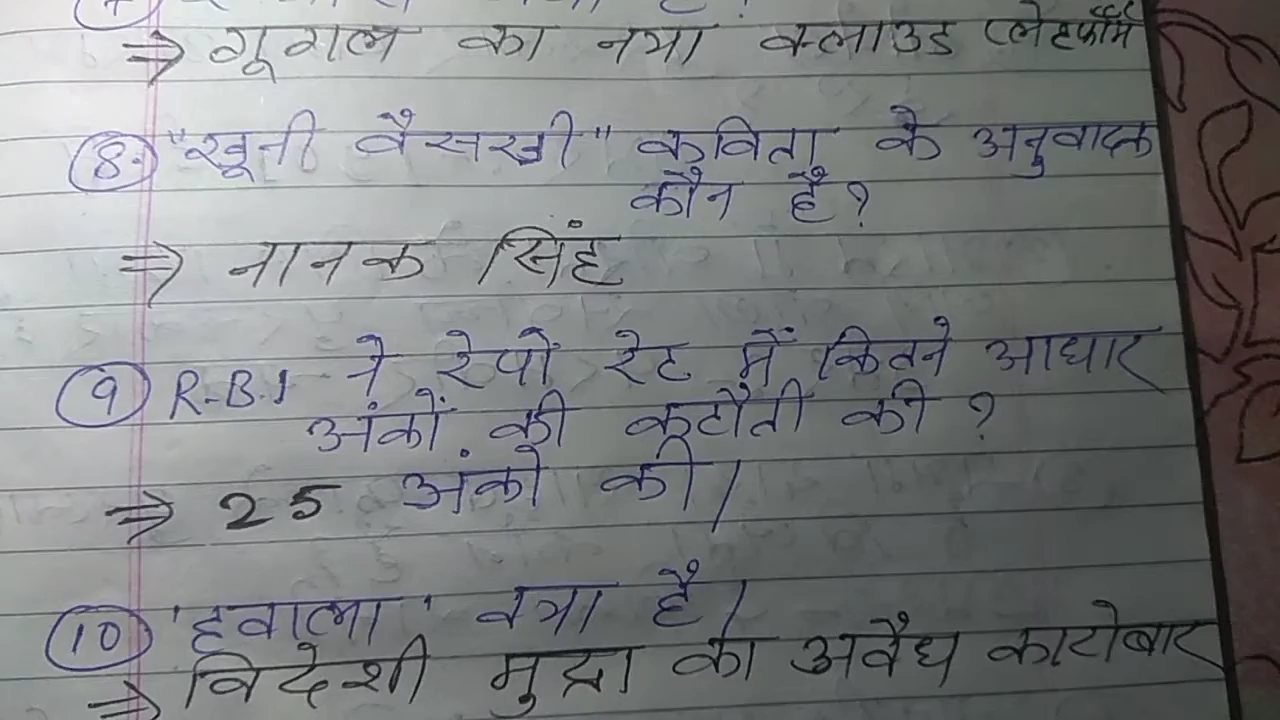 ⇒ गूगल का नया क्लाउड प्लेटफॉर्म
8. "खूनी वैसखी" कविता के अनुवादक
कौन है?
⇒ नानक सिंह
9 R.B.I ने रेपो रेट में कितने आधार
अंकों की कटौती की ?
⇒ 25 अंको की।
10 'हवाला' क्या है।
⇒ विदेशी मुद्रा का अवैध कारोबार